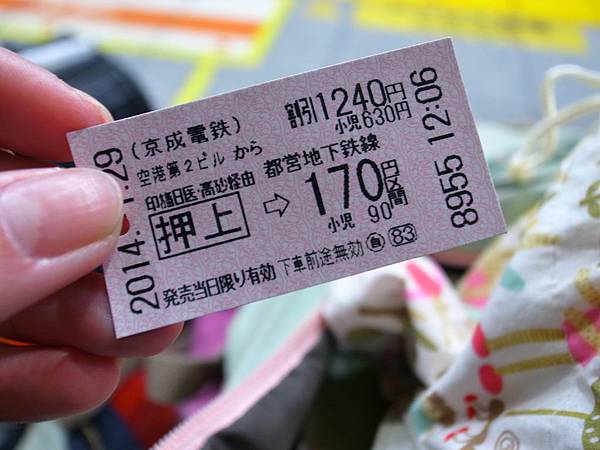 (京成電鉄)
空港第2ビル から
印旛日医・高砂経由
押上
割引1240円
小児630円
都営地下鉄線
⇨ 170円区間
小児 90
発売当日限り有効 下車前途無効 自 83
2014.
.29
8955 12:06